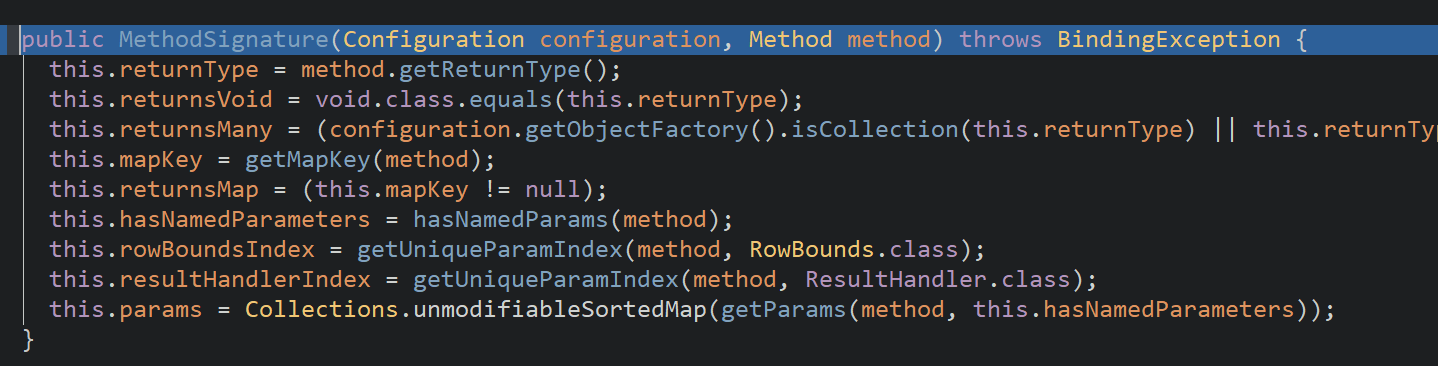 public MethodSignature(Configuration configuration, Method method) throws BindingException {
this.returnType = method.getReturnType();
this.returnsVoid = void.class.equals(this.returnType);
this.returnsMany = (configuration.getObjectFactory().isCollection(this.returnType) || this.returnTy
this.mapKey = getMapKey(method);
this.returnsMap = (this.mapKey != null);
this.hasNamedParameters = hasNamedParams(method);
this.rowBoundsIndex = getUniqueParamIndex(method, RowBounds.class);
this.resultHandlerIndex = getUniqueParamIndex(method, ResultHandler.class);
this.params = Collections.unmodifiableSortedMap(getParams(method, this.hasNamedParameters));
}